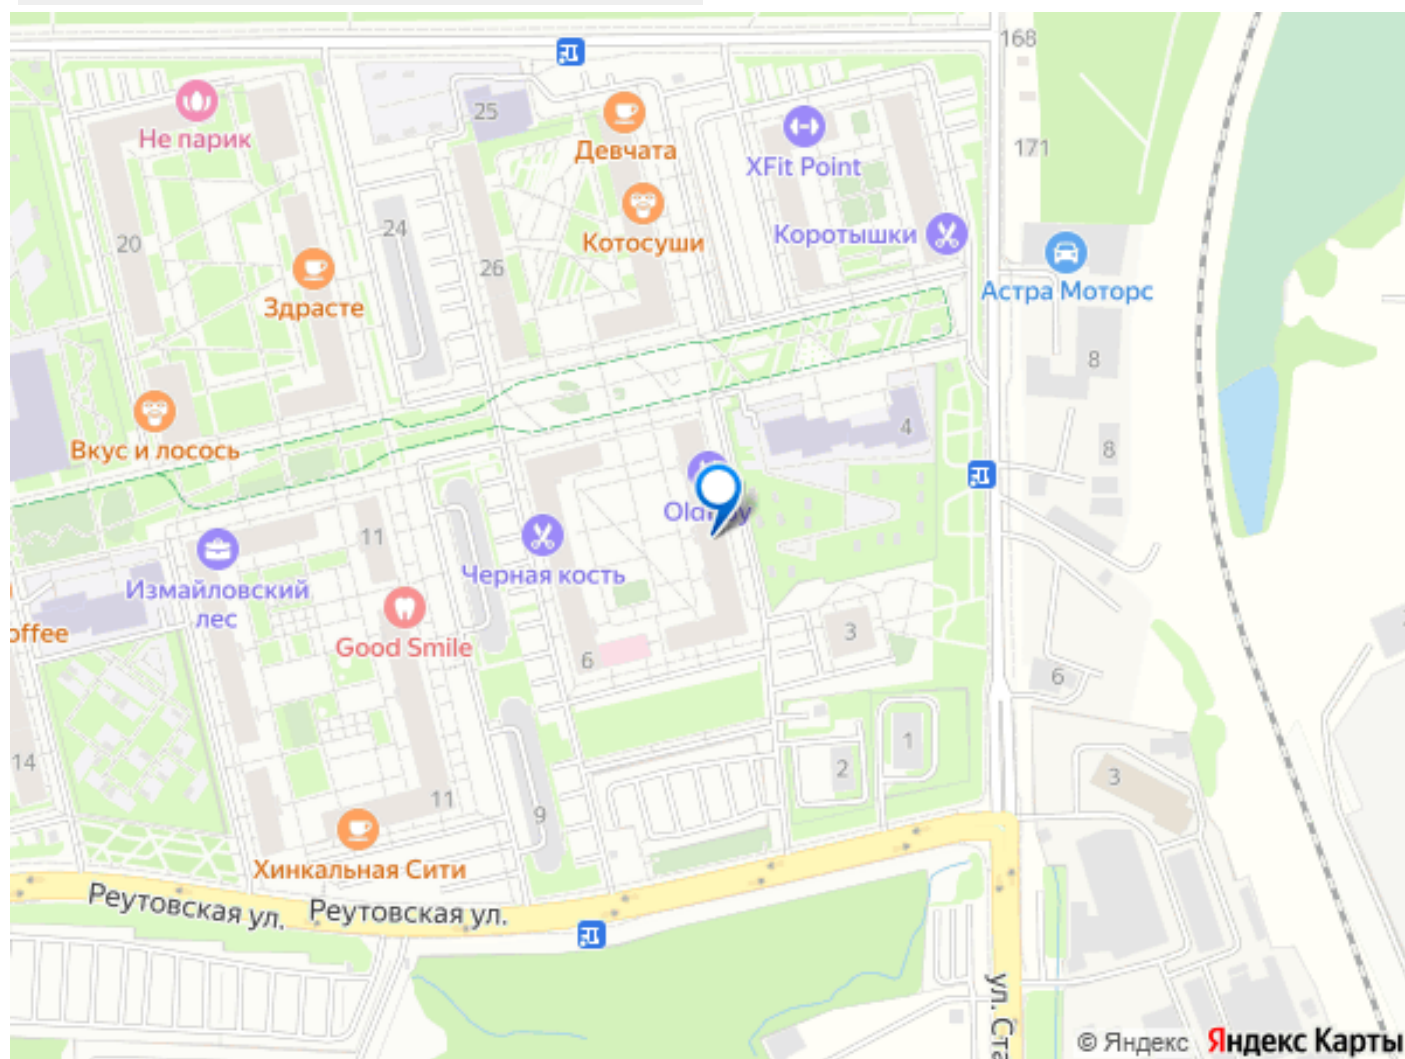 168
25
Не парик
Девчата
171
XFit Point
24
Котосуши
Коротышки
20
26
Здрасте
Астра Моторс
8
4
Вкус и лосось
8
11
Черная кость
Измайловский
лес
offee
Good Smile
3
6
6
14
1
2
3
11
9
Хинкальная Сити
Реутовская ул.
Реутовская ул.
ул. Ста
© Яндекс
Яндекс Карты